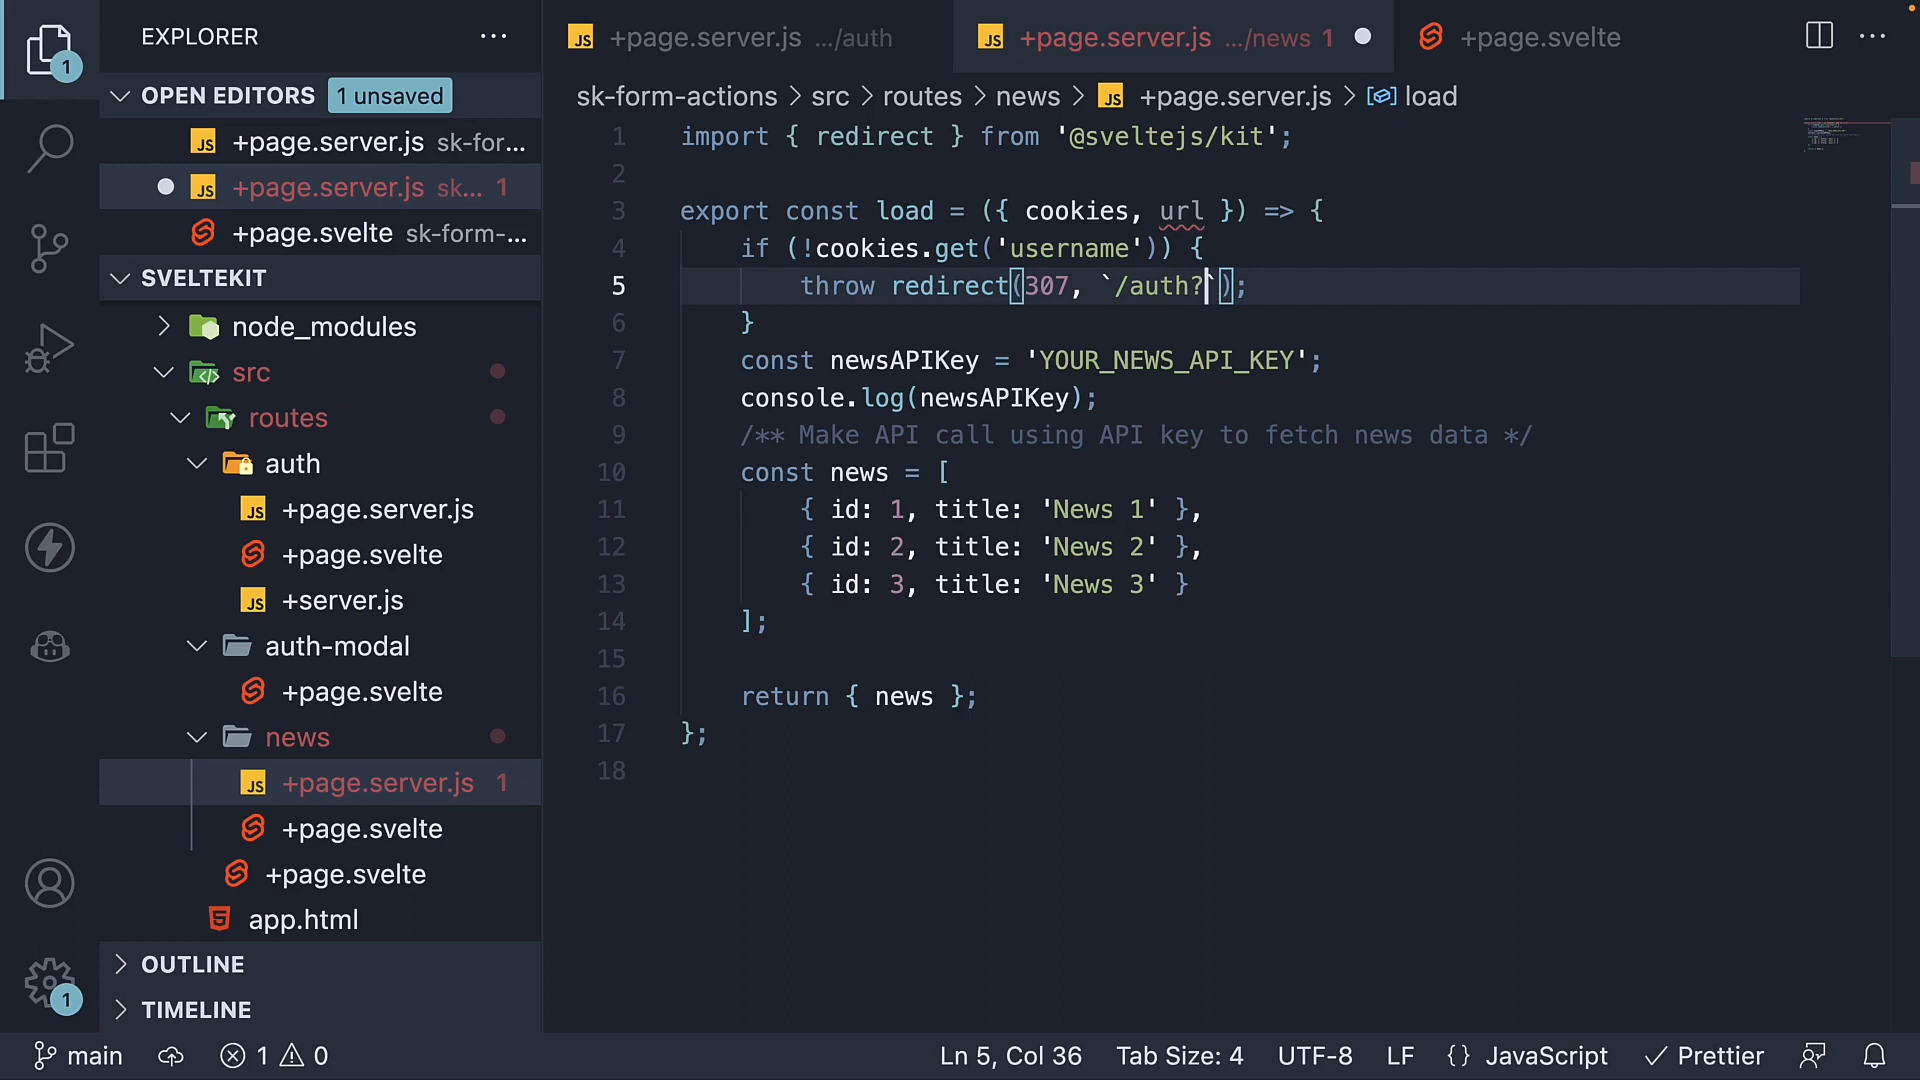 EXPLORER
+page.server.js .../auth
+page.server.js .../news 1
+page.svelte
1
OPEN EDITORS 1 unsaved
+page.server.js sk-for...
+page.server.js sk... 1
+page.svelte sk-form-...
SVELTEKIT
node_modules
src
routes
auth
+page.server.js
+page.svelte
+server.js
auth-modal
+page.svelte
news
+page.server.js 1
+page.svelte
+page.svelte
app.html
OUTLINE
TIMELINE
1
sk-form-actions > src > routes > news > +page.server.js > load
1 import { redirect } from '@sveltejs/kit';
2
3 export const load = ({ cookies, url }) => {
4 if (!cookies.get('username')) {
5 throw redirect(307, `/auth?`);
6 }
7 const newsAPIKey = 'YOUR_NEWS_API_KEY';
8 console.log(newsAPIKey);
9 /** Make API call using API key to fetch news data */
10 const news = [
11 { id: 1, title: 'News 1' },
12 { id: 2, title: 'News 2' },
13 { id: 3, title: 'News 3' }
14 ];
15
16 return { news };
17 };
18
main 1 0 Ln 5, Col 36 Tab Size: 4 UTF-8 LF {} JavaScript Prettier